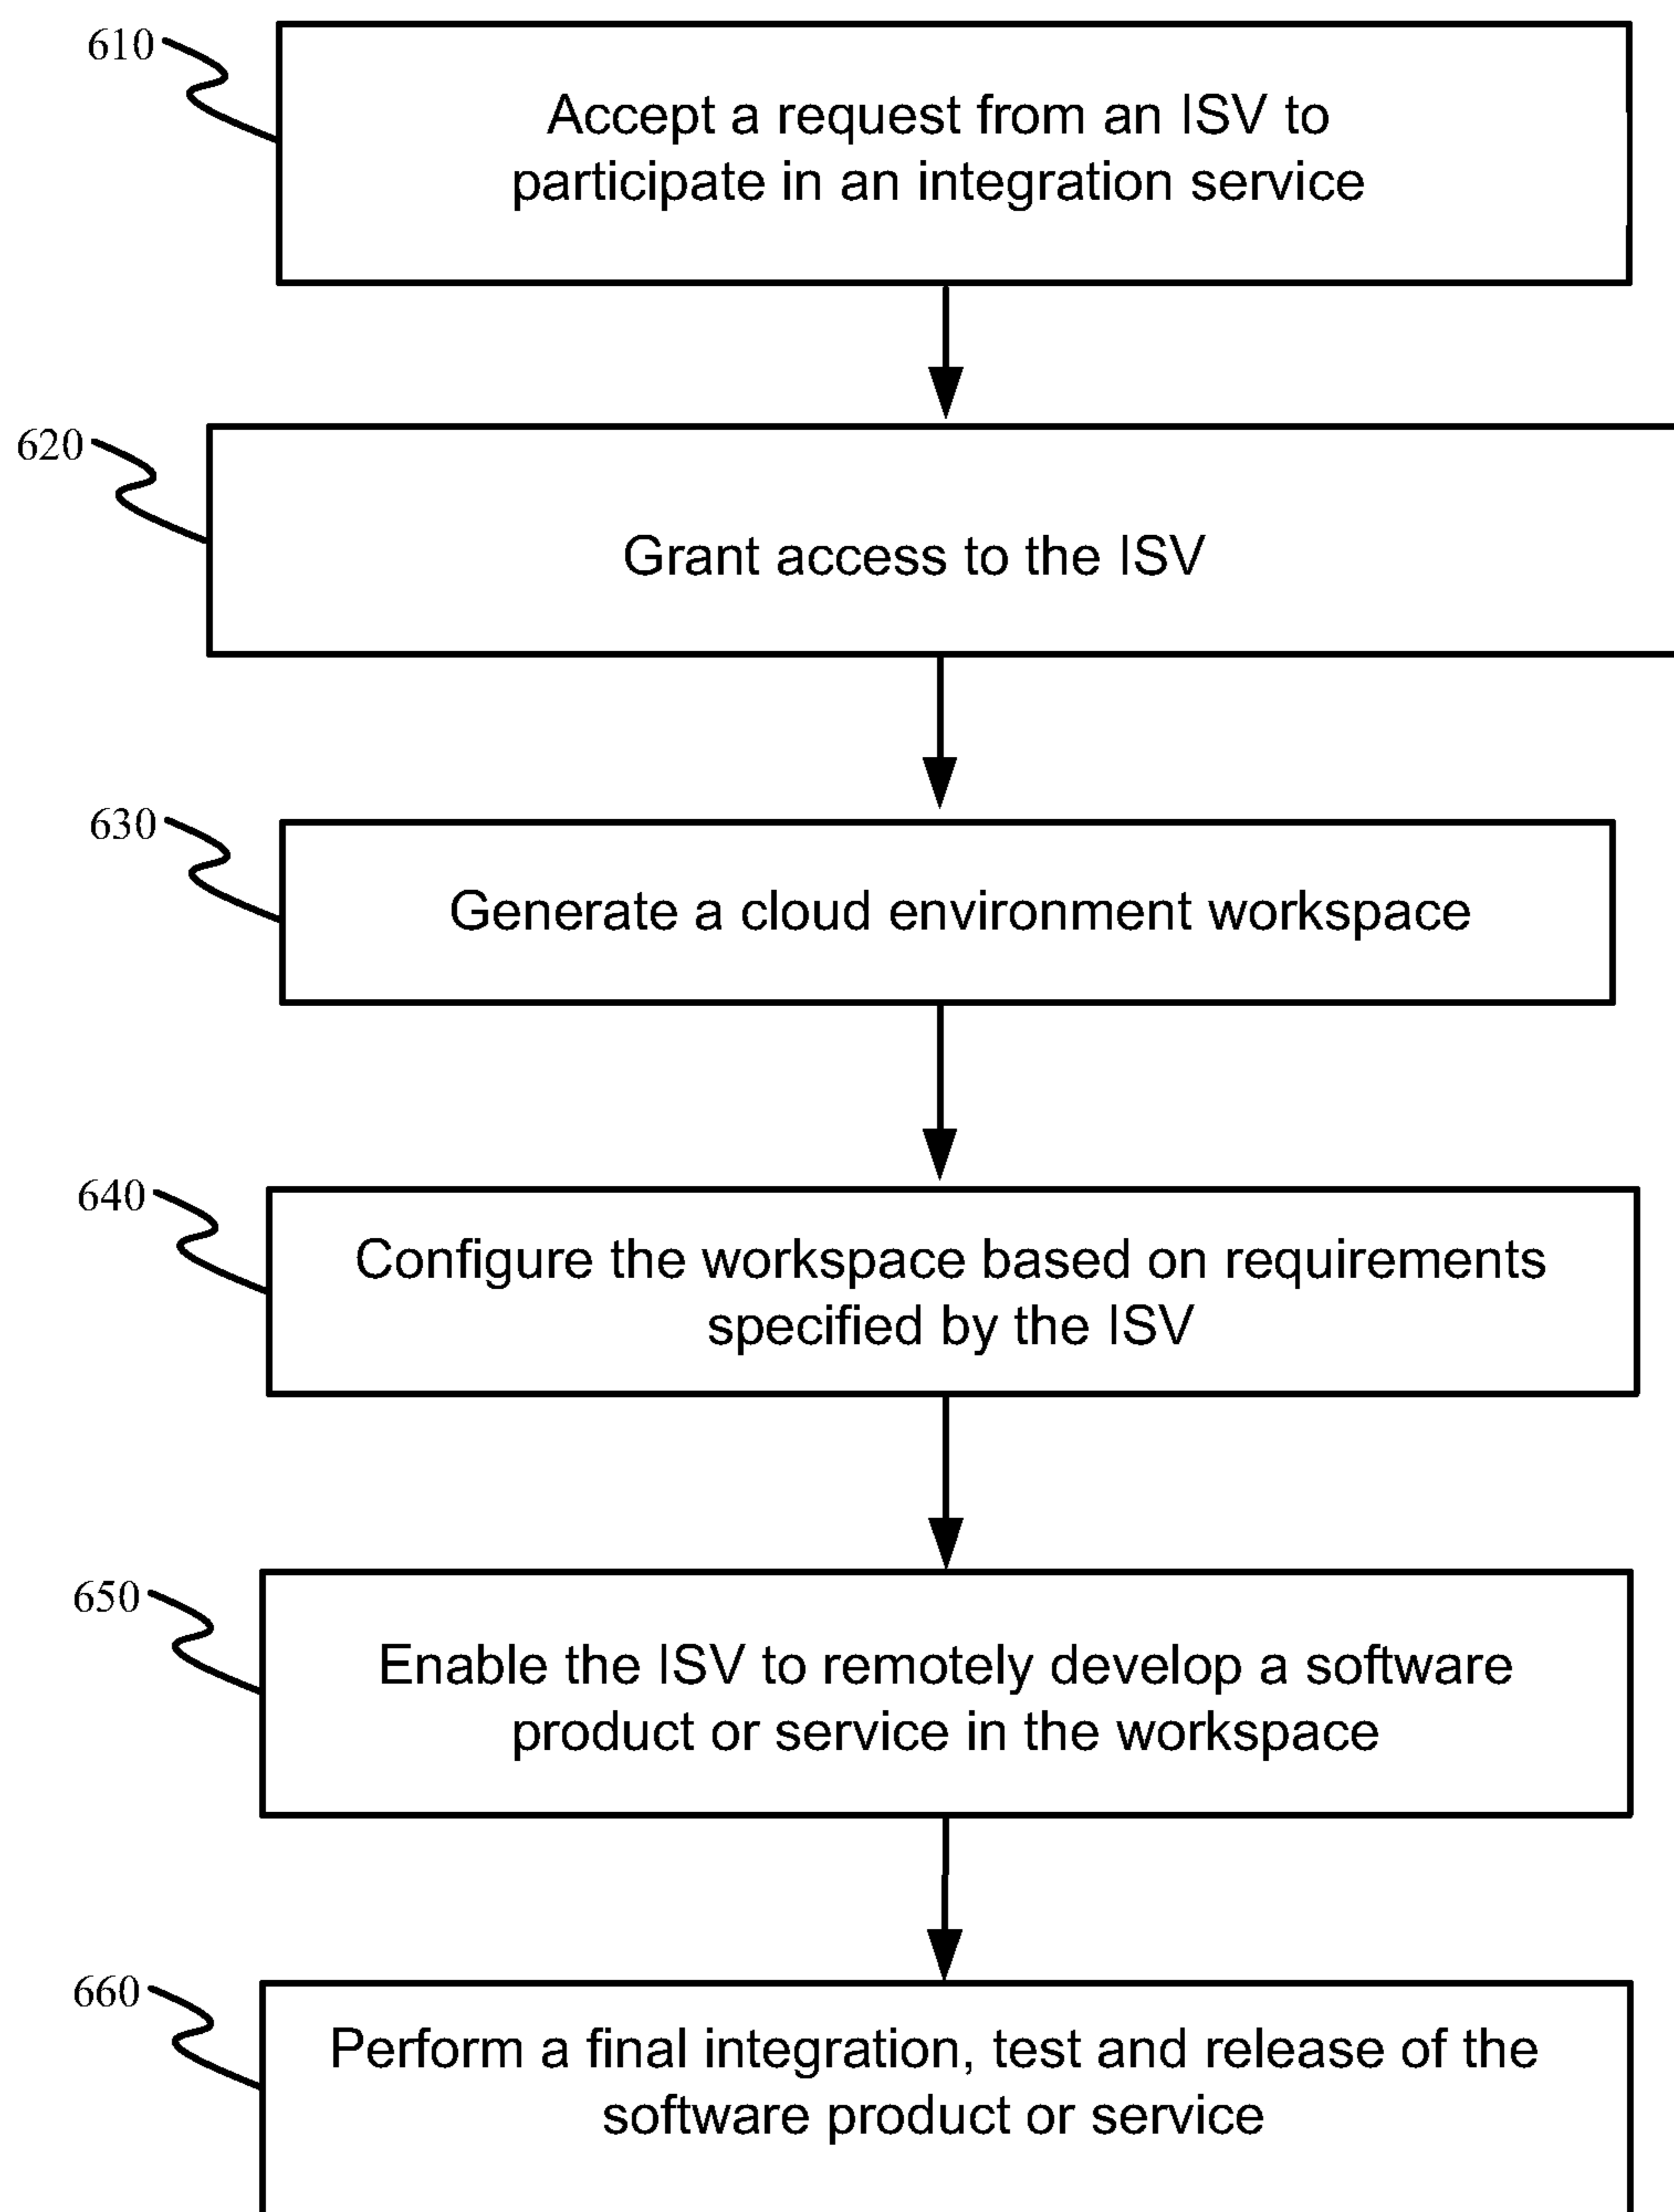 610
Accept a request from an ISV to
participate in an integration service
620
Grant access to the ISV
630
Generate a cloud environment workspace
640
Configure the workspace based on requirements
specified by the ISV
650
Enable the ISV to remotely develop a software
product or service in the workspace
660
Perform a final integration, test and release of the
software product or service